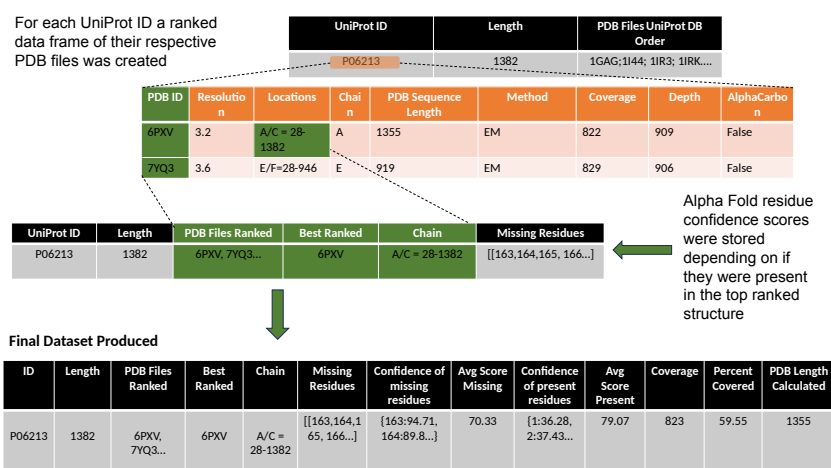 For each UniProt ID a ranked
data frame of their respective
PDB files was created
UniProt ID Length PDB Files UniProt DB
Order
P06213 1382 1GAG;1I44; 1IR3; 1IRK....
PDB ID Resolutio
n Locations Chai
n PDB Sequence
Length Method Coverage Depth AlphaCarbo
n
6PXV 3.2 A/C = 28-
1382 A 1355 EM 822 909 False
7YQ3 3.6 E/F=28-946 E 919 EM 829 906 False
Alpha Fold residue
confidence scores
were stored
depending on if
they were present
in the top ranked
structure
UniProt ID Length PDB Files Ranked Best Ranked Chain Missing Residues
P06213 1382 6PXV, 7YQ3... 6PXV A/C = 28-1382 [[163,164,165, 166...]
Final Dataset Produced
ID Length PDB Files
Ranked Best
Ranked Chain Missing
Residues Confidence of
missing
residues Avg Score
Missing Confidence
of present
residues Avg
Score
Present Coverage Percent
Covered PDB Length
Calculated
P06213 1382 6PXV,
7YQ3... 6PXV A/C =
28-1382 [[163,164,1
65, 166...] {163:94.71,
164:89.8...} 70.33 {1:36.28,
2:37.43... 79.07 823 59.55 1355